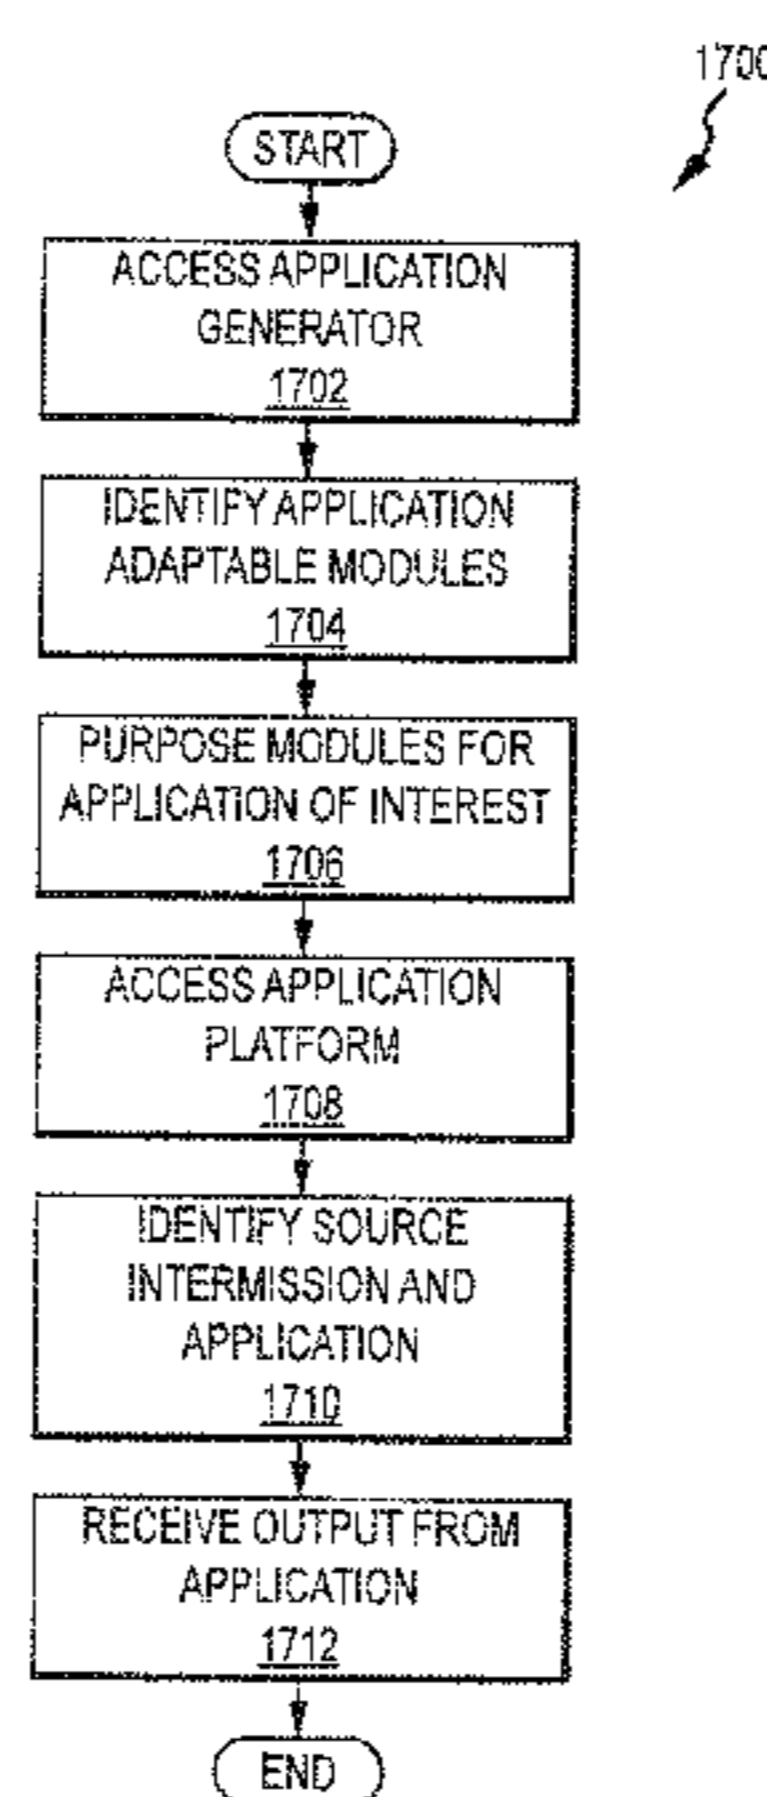 1700
START
ACCESS APPLICATION
GENERATOR
1702
IDENTIFY APPLICATION
ADAPTABLE MODULES
1704
PURPOSE MODULES FOR
APPLICATION OF INTEREST
1706
ACCESS APPLICATION
PLATFORM
1708
IDENTIFY SOURCE
INTERMISSION AND
APPLICATION
1710
RECEIVE OUTPUT FROM
APPLICATION
1712
END